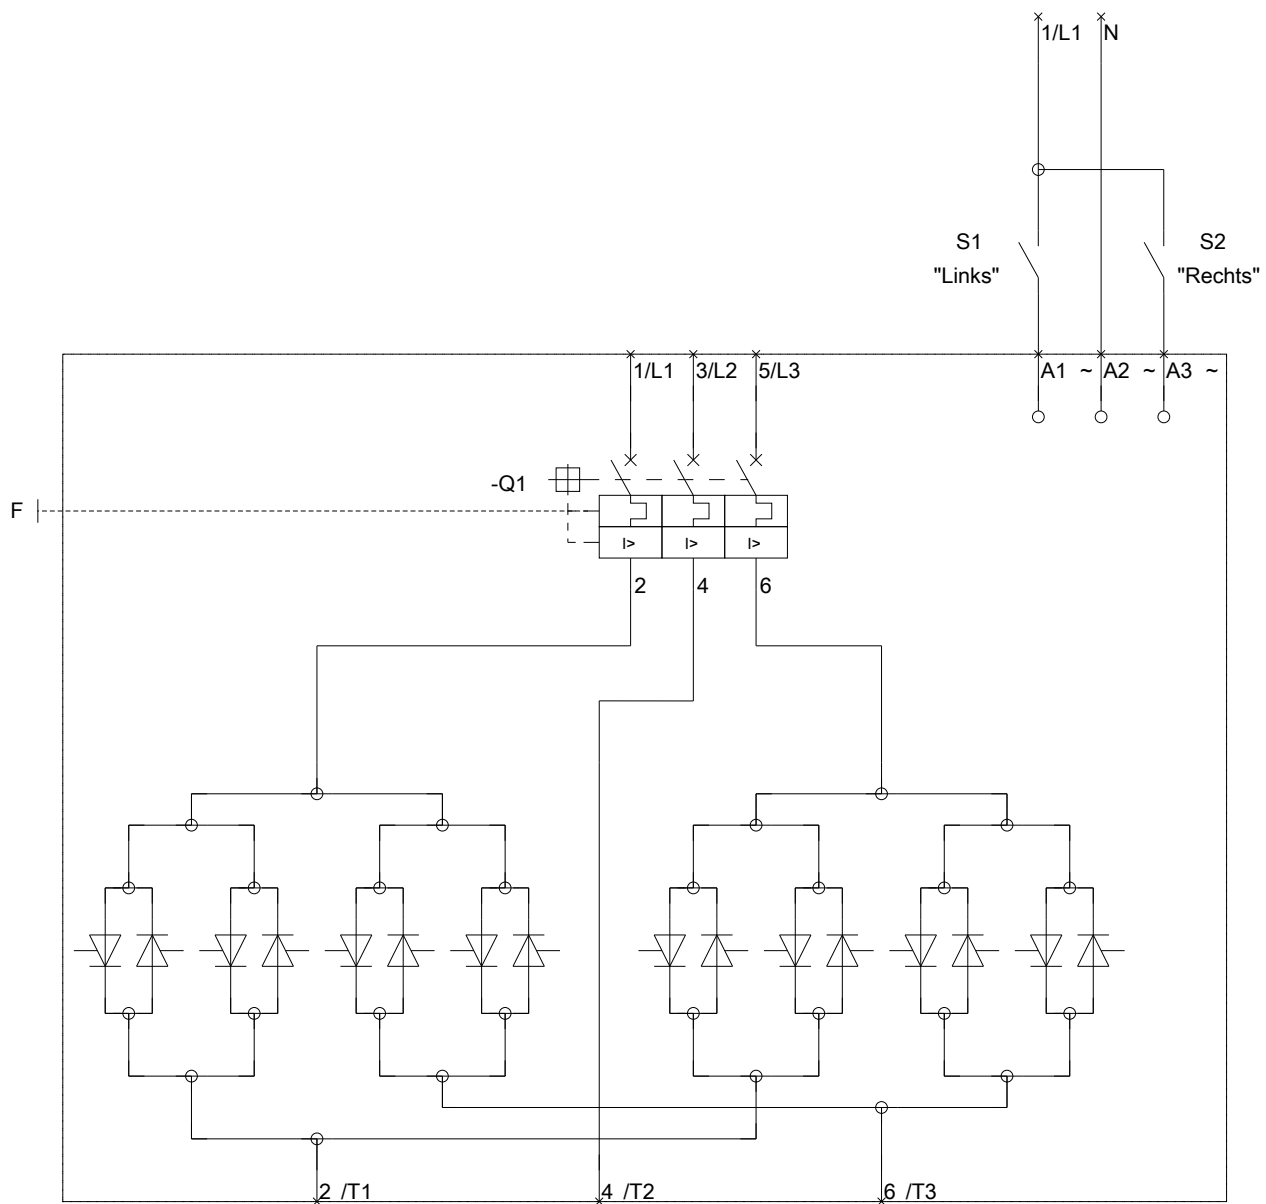 1/L1 N
S1 S2
"Links" "Rechts"
1/L1 3/L2 5/L3 A1 ~ A2 ~ A3 ~
-Q1
F
I> I> I>
2 4 6
2 /T1 4 /T2 6 /T3